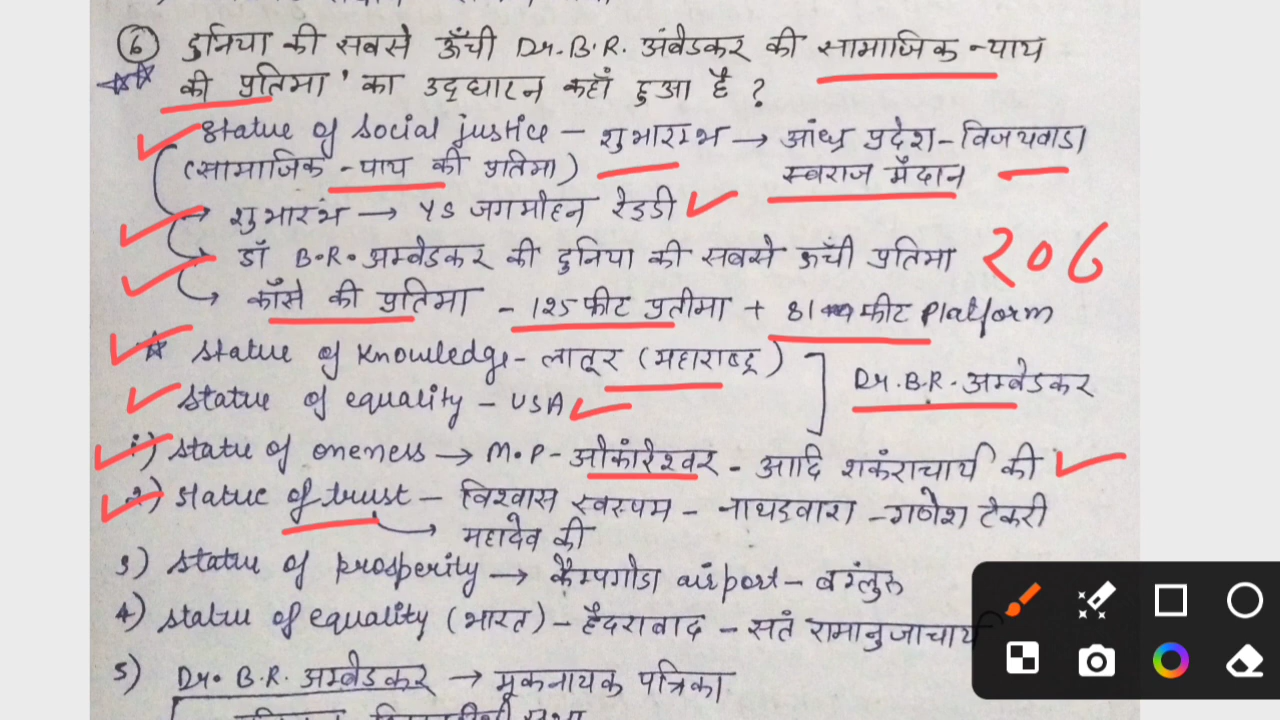 ⑥ दुनिया की सबसे ऊँची Dr. B.R. अंबेडकर की सामाजिक न्याय
की प्रतिमा' का उद्घाटन कहाँ हुआ है ?
Statue of Social justice – शुभारम्भ → आंध्र प्रदेश – विजयवाडा
(सामाजिक न्याय की प्रतिमा) स्वराज मैदान
→ शुभारंभ → YS जगमोहन रेड्डी
डॉ B.R. अम्बेडकर की दुनिया की सबसे ऊँची प्रतिमा 206
→ काँसे की प्रतिमा – 125 फीट प्रतीमा + 81 फीट Platform
Statue of Knowledge – लातूर (महाराष्ट्र)
Statue of equality – USA
Dr. B.R. अम्बेडकर
1) Statue of oneness → M.P – ओंकारेश्वर – आदि शकंराचार्य की
2) Statue of trust – विश्वास स्वरूपम – नाथद्वारा – गणेश टेकरी
→ महादेव की
3) Statue of prosperity → कैम्पगोडा airport – बग्ंलुरु
4) Statue of equality (भारत) – हैदराबाद – सतं रामानुजाचार्य
5) Dr. B.R. अम्बेडकर → मूकनायक पत्रिका